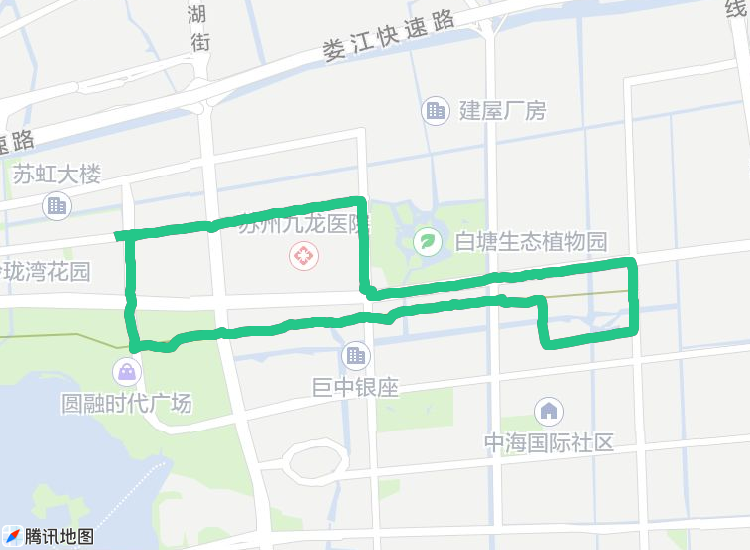 湖街
线
娄江快速路
建屋厂房
速路
苏虹大楼
苏州九龙医院
白塘生态植物园
珑湾花园
巨中银座
圆融时代广场
中海国际社区
腾讯地图